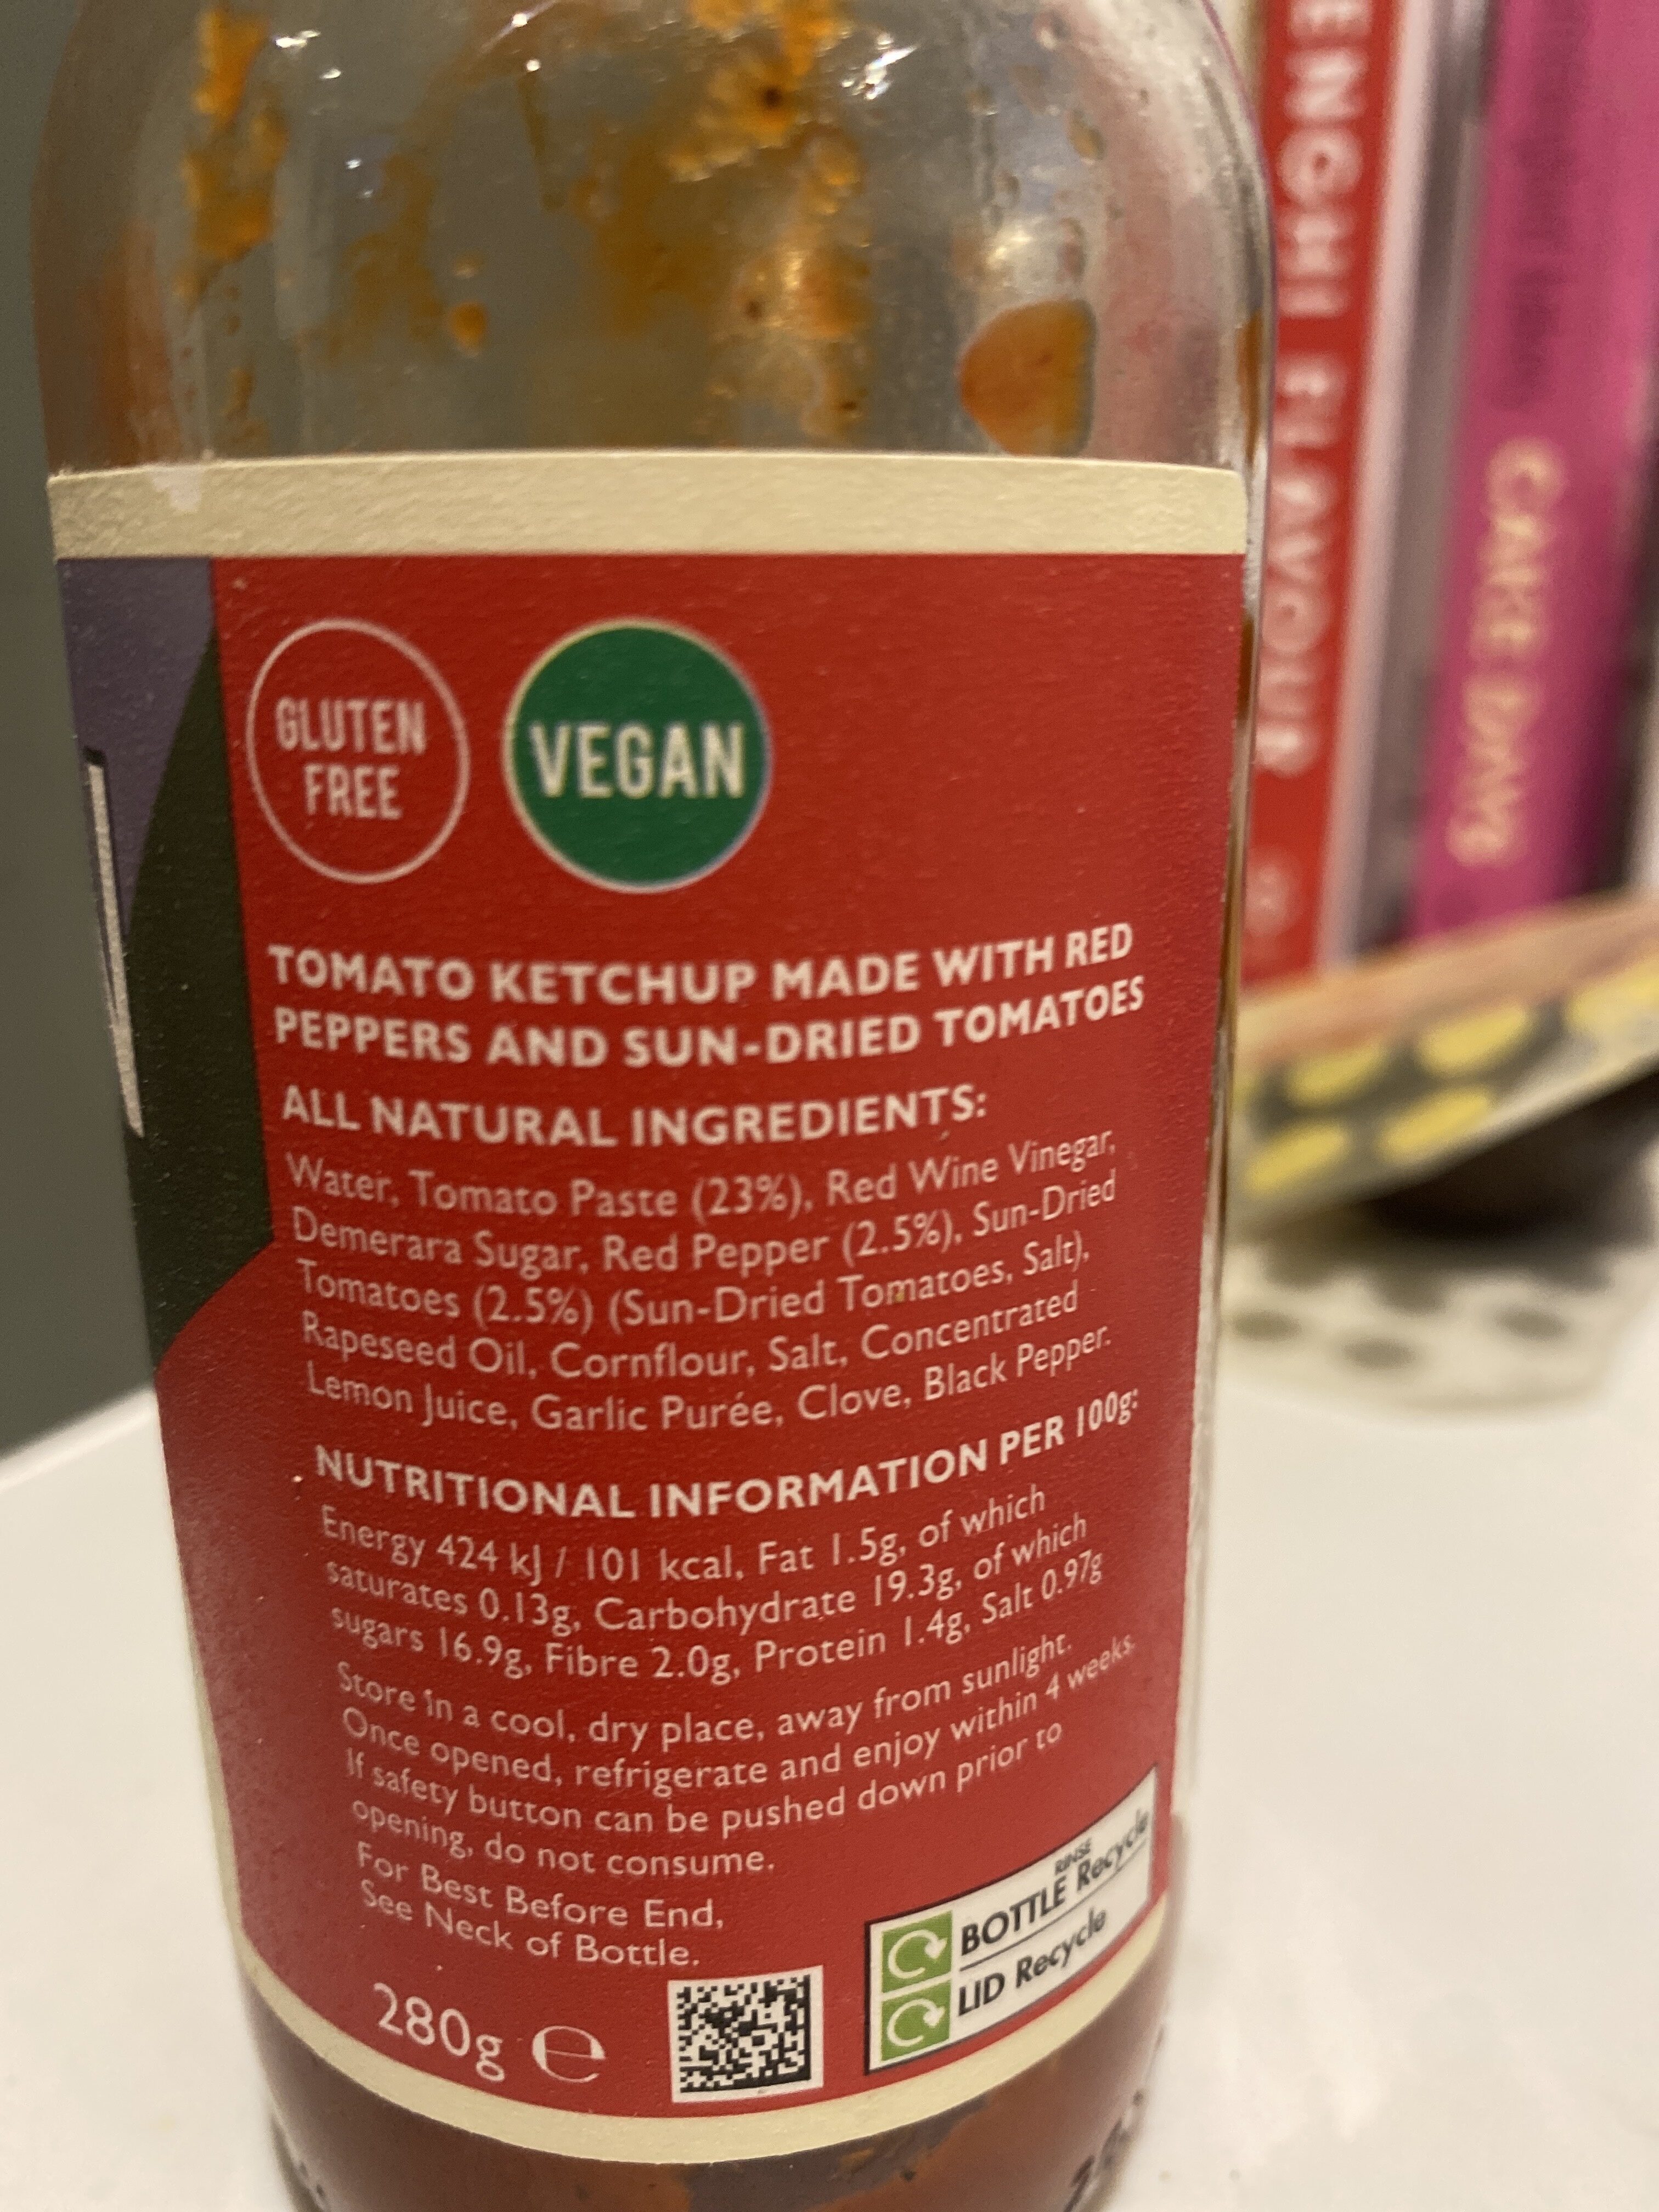 GLUTEN
FREE
VEGAN
TOMATO KETCHUP MADE WITH RED
PEPPERS AND SUN-DRIED TOMATOES
ALL NATURAL INGREDIENTS:
Water, Tomato Paste (23%), Red Wine Vinegar,
Demerara Sugar, Red Pepper (2.5%), Sun-Dried
Tomatoes (2.5%) (Sun-Dried Tomatoes, Salt),
Rapeseed Oil, Cornflour, Salt, Concentrated
Lemon Juice, Garlic Purée, Clove, Black Pepper.
NUTRITIONAL INFORMATION PER 100g:
Energy 424 kJ / 101 kcal, Fat 1.5g, of which
saturates 0.13g, Carbohydrate 19.3g, of which
sugars 16.9g, Fibre 2.0g, Protein 1.4g, Salt 0.97g
Store in a cool, dry place, away from sunlight.
Once opened, refrigerate and enjoy within 4 weeks.
If safety button can be pushed down prior to
opening, do not consume.
For Best Before End,
See Neck of Bottle.
280g ℮
RINSE
BOTTLE Recycle
LID Recycle
ENGHI FLAVOUR
CAKE DAYS